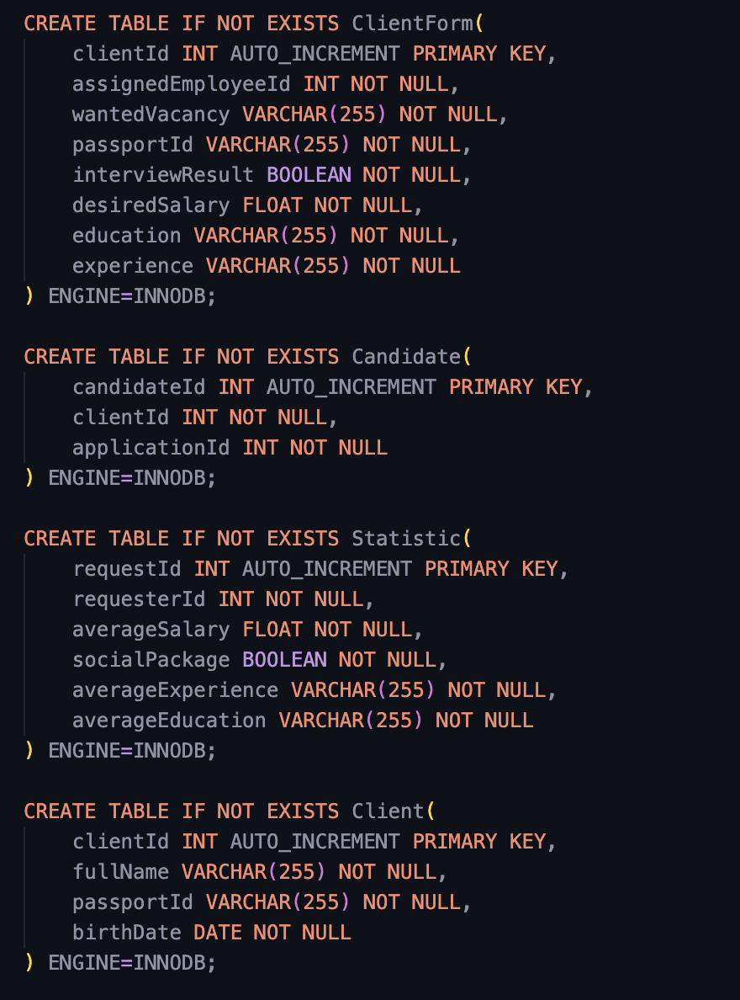 CREATE TABLE IF NOT EXISTS ClientForm(
    clientId INT AUTO_INCREMENT PRIMARY KEY,
    assignedEmployeeId INT NOT NULL,
    wantedVacancy VARCHAR(255) NOT NULL,
    passportId VARCHAR(255) NOT NULL,
    interviewResult BOOLEAN NOT NULL,
    desiredSalary FLOAT NOT NULL,
    education VARCHAR(255) NOT NULL,
    experience VARCHAR(255) NOT NULL
) ENGINE=INNODB;

CREATE TABLE IF NOT EXISTS Candidate(
    candidateId INT AUTO_INCREMENT PRIMARY KEY,
    clientId INT NOT NULL,
    applicationId INT NOT NULL
) ENGINE=INNODB;

CREATE TABLE IF NOT EXISTS Statistic(
    requestId INT AUTO_INCREMENT PRIMARY KEY,
    requesterId INT NOT NULL,
    averageSalary FLOAT NOT NULL,
    socialPackage BOOLEAN NOT NULL,
    averageExperience VARCHAR(255) NOT NULL,
    averageEducation VARCHAR(255) NOT NULL
) ENGINE=INNODB;

CREATE TABLE IF NOT EXISTS Client(
    clientId INT AUTO_INCREMENT PRIMARY KEY,
    fullName VARCHAR(255) NOT NULL,
    passportId VARCHAR(255) NOT NULL,
    birthDate DATE NOT NULL
) ENGINE=INNODB;